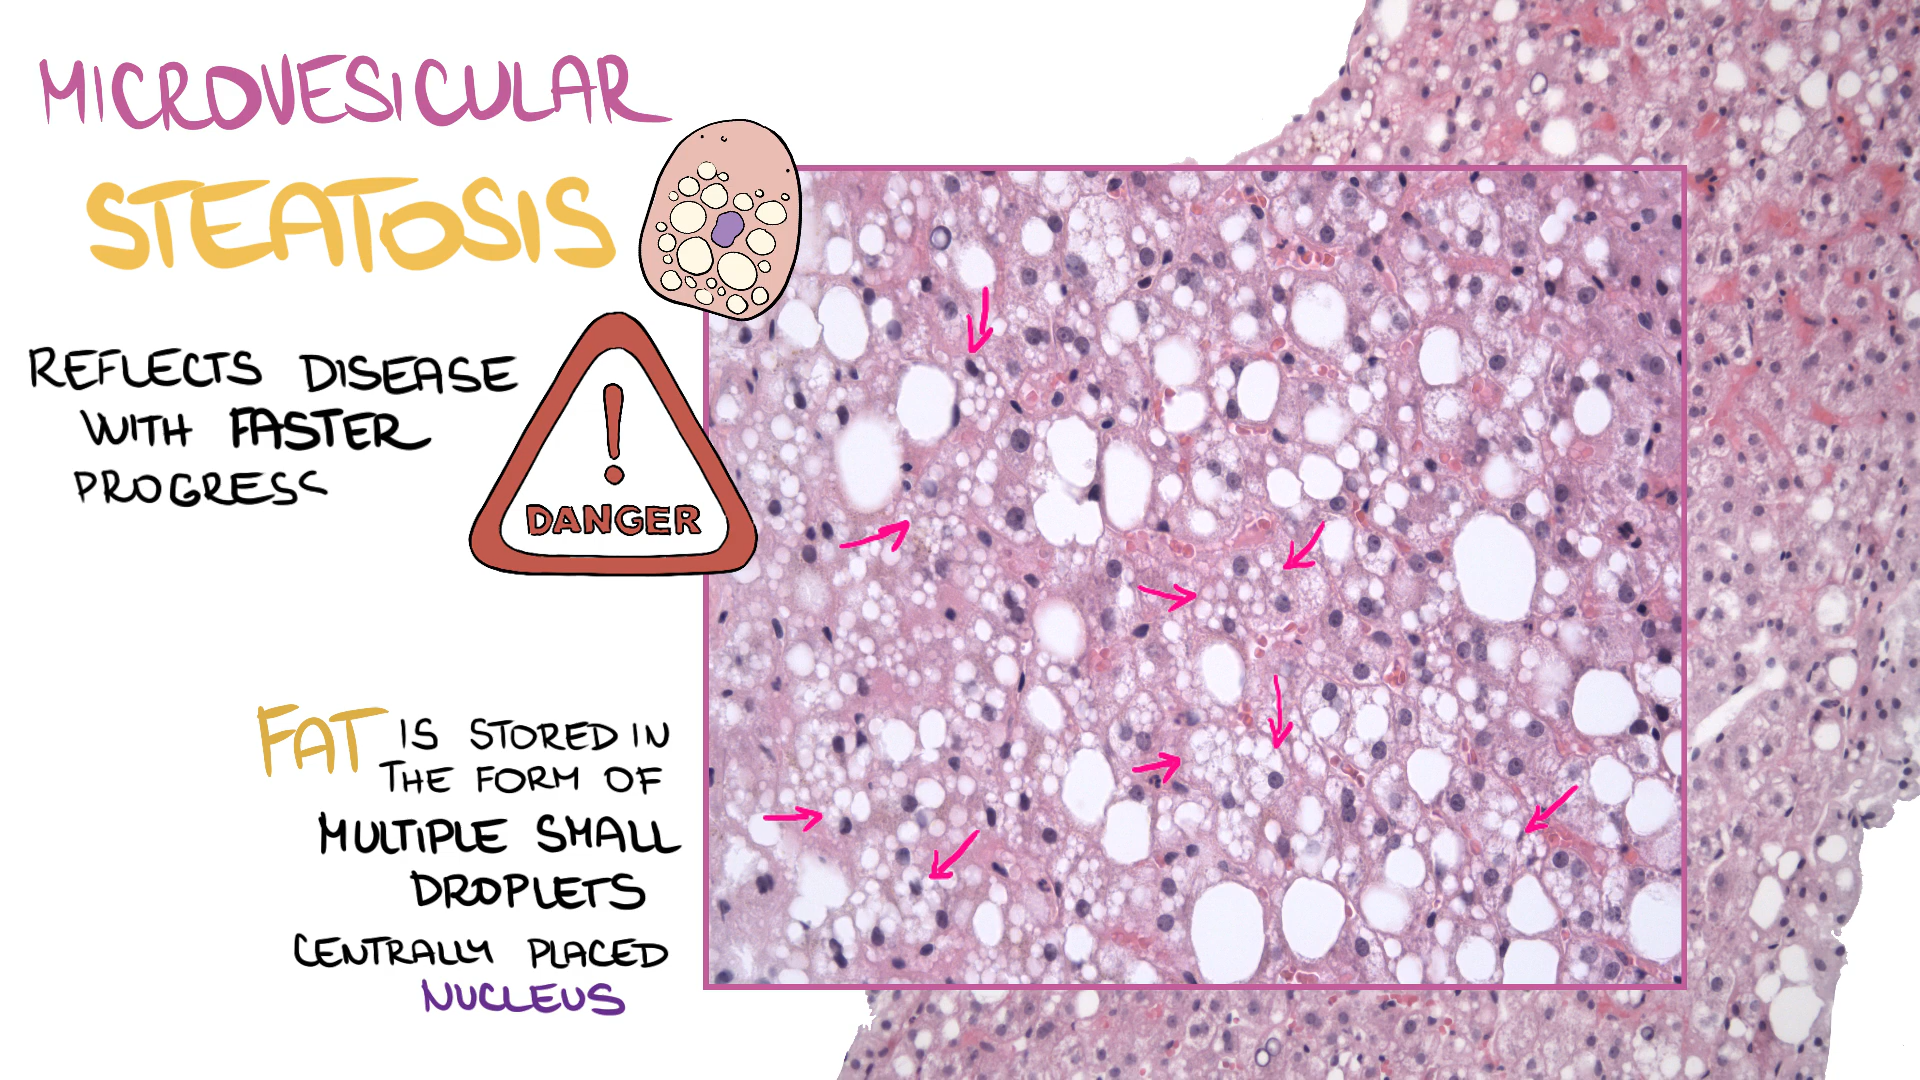 MICROVESICULAR
STEATOSIS
REFLECTS DISEASE
WITH FASTER
PROGRESS
DANGER
FAT IS STORED IN
THE FORM OF
MULTIPLE SMALL
DROPLETS
CENTRALLY PLACED
NUCLEUS